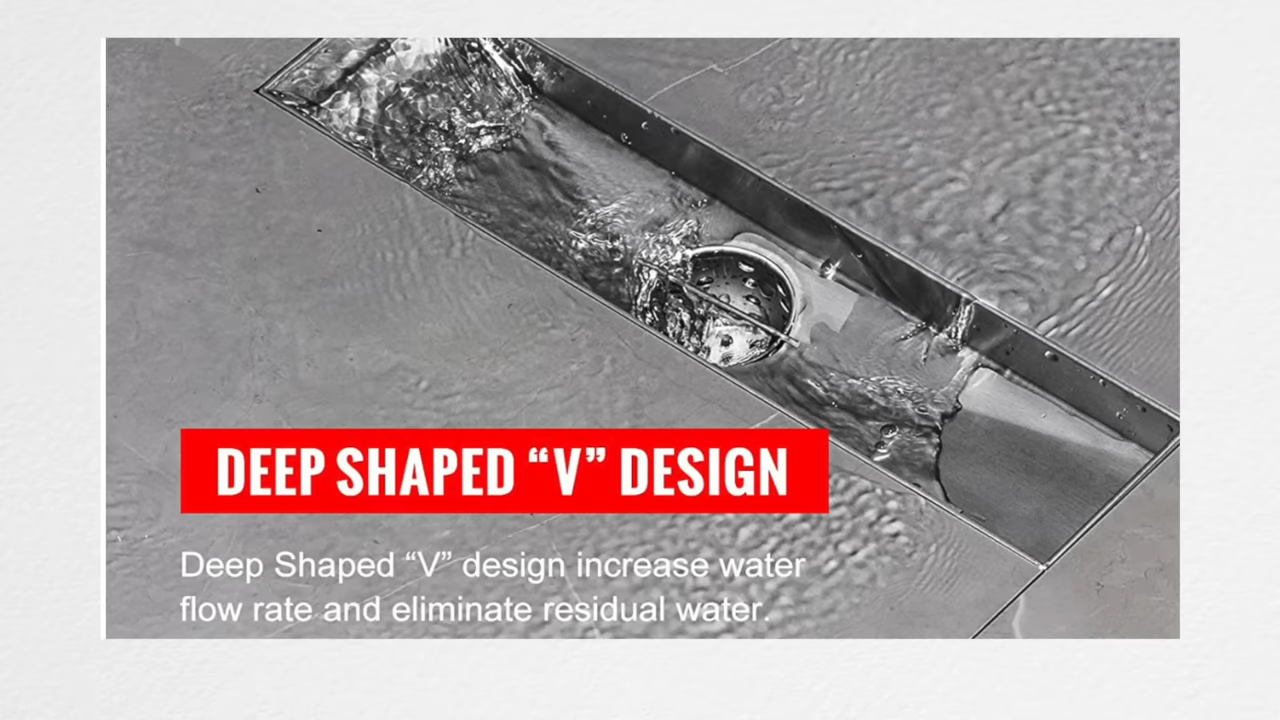 DEEP SHAPED “V” DESIGN
Deep Shaped “V” design increase water
flow rate and eliminate residual water.